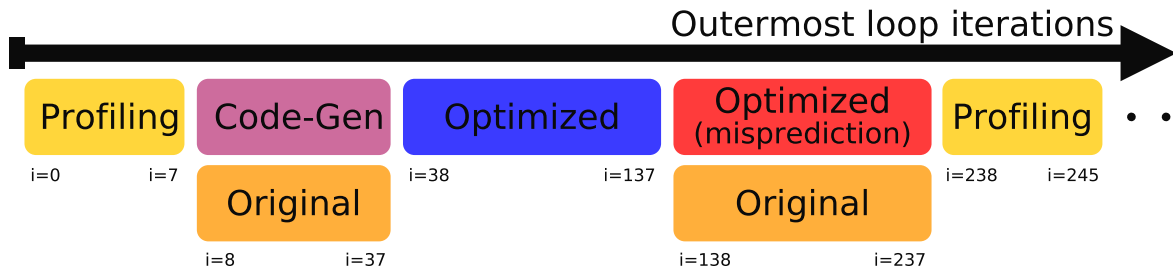 Outermost loop iterations
Profiling
Code-Gen
Optimized
Optimized
(misprediction)
Profiling
i=0
i=7
i=38
i=137
i=238
i=245
Original
Original
i=8
i=37
i=138
i=237